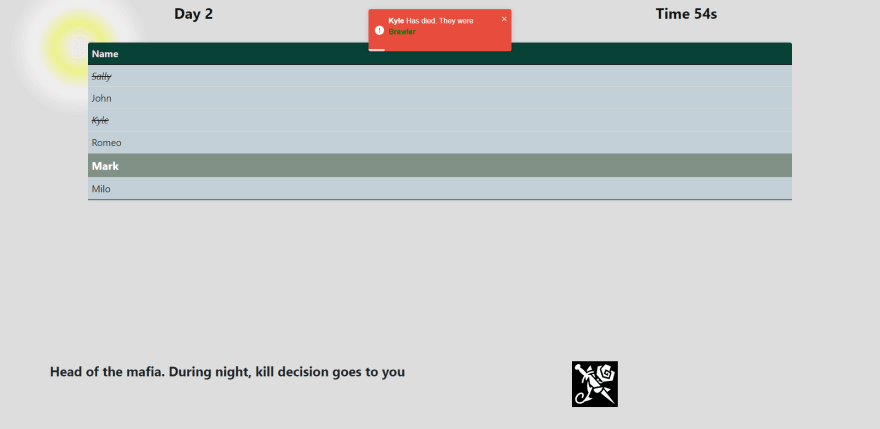 Day 2
Time 54s
Kyle Has died. They were
Brewler
Name
Sally
John
Kyle
Romeo
Mark
Milo
Head of the mafia. During night, kill decision goes to you